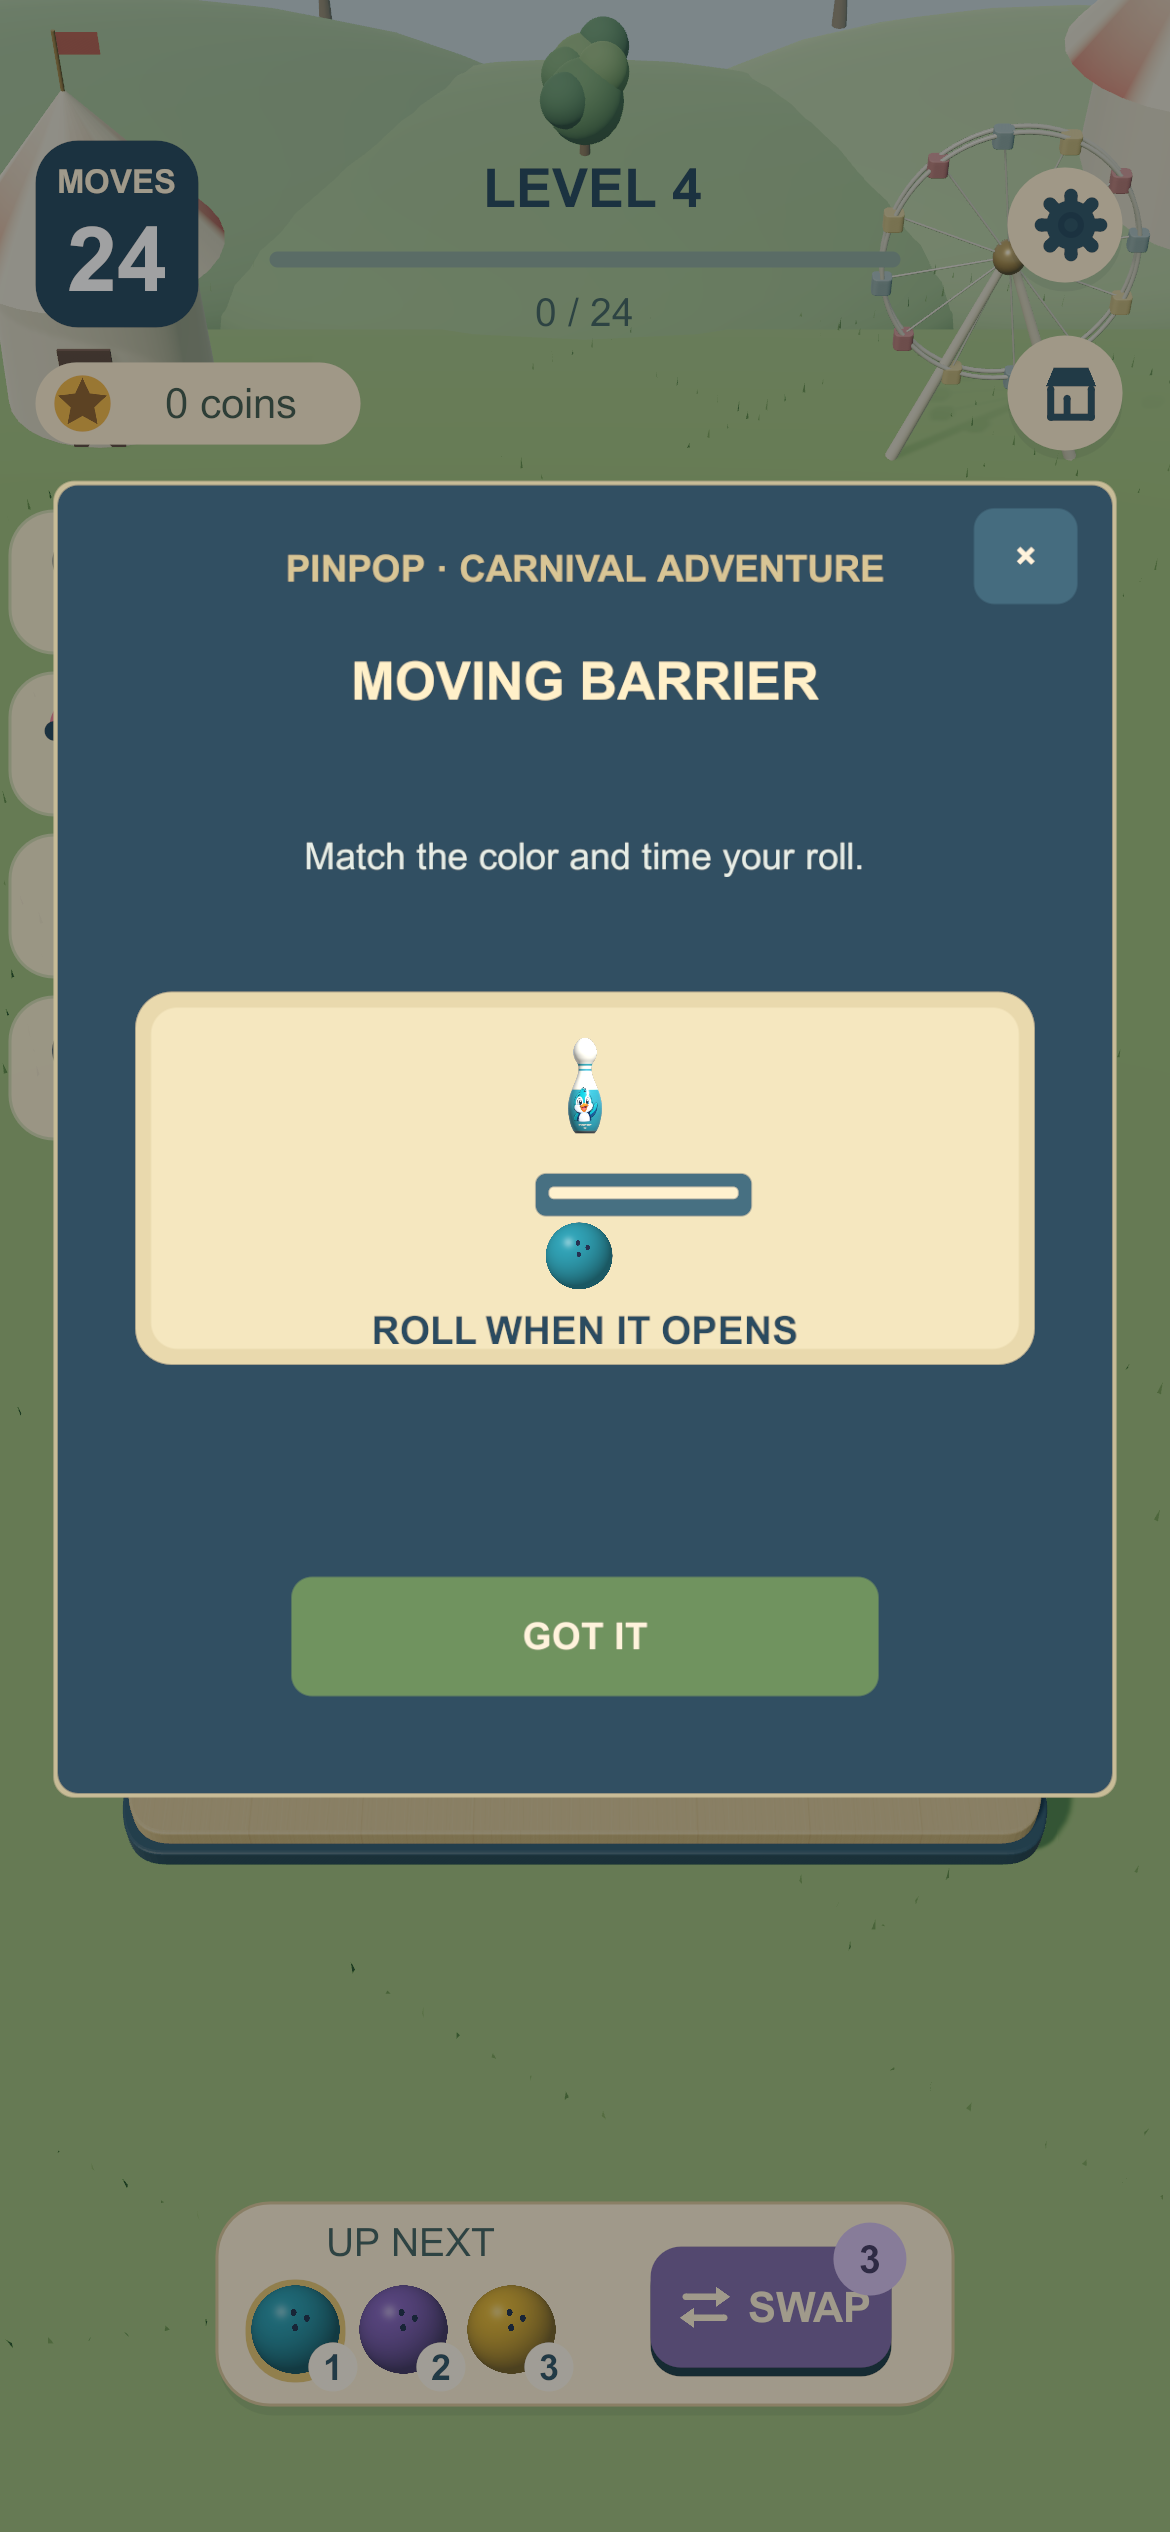 MOVES
24
LEVEL 4
0 / 24
0 coins
PINPOP · CARNIVAL ADVENTURE
×
MOVING BARRIER
Match the color and time your roll.
ROLL WHEN IT OPENS
GOT IT
UP NEXT
1
2
3
SWAP
3